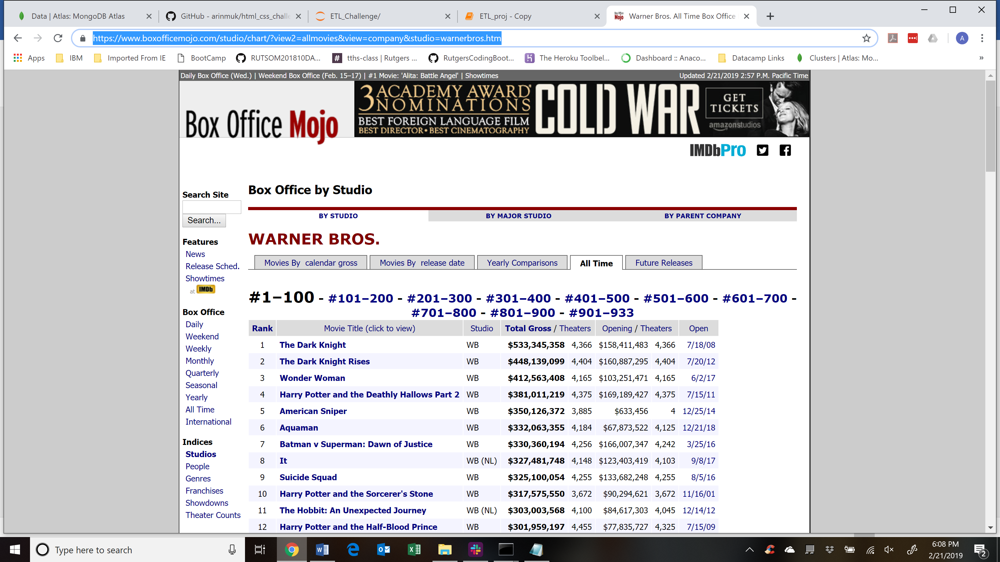 Data | Atlas: MongoDB Atlas
GitHub - arinmuk/html_css_challe
ETL_Challenge/
ETL_proj - Copy
Warner Bros. All Time Box Office
https://www.boxofficemojo.com/studio/chart/?view2=allmovies&view=company&studio=warnerbros.htm
A
Apps
IBM
Imported From IE
BootCamp
RUTSOM201810DA...
tths-class | Rutgers ...
RutgersCodingBoot...
The Heroku Toolbel...
Dashboard :: Anaco...
Datacamp Links
Clusters | Atlas: Mo...
»
Daily Box Office (Wed.) | Weekend Box Office (Feb. 15–17) | #1 Movie: 'Alita: Battle Angel' | Showtimes
Updated 2/21/2019 2:57 P.M. Pacific Time
Box Office Mojo
3 ACADEMY AWARD® NOMINATIONS
BEST FOREIGN LANGUAGE FILM
BEST DIRECTOR • BEST CINEMATOGRAPHY
COLD WAR
GET TICKETS
amazonstudios
IMDbPro
Search Site
Search...
Features
News
Release Sched.
Showtimes
at IMDb
Box Office
Daily
Weekend
Weekly
Monthly
Quarterly
Seasonal
Yearly
All Time
International
Indices
Studios
People
Genres
Franchises
Showdowns
Theater Counts
Box Office by Studio
BY STUDIO BY MAJOR STUDIO BY PARENT COMPANY
WARNER BROS.
Movies By calendar gross
Movies By release date
Yearly Comparisons
All Time
Future Releases
#1–100 - #101–200 - #201–300 - #301–400 - #401–500 - #501–600 - #601–700 -
#701–800 - #801–900 - #901–933
Rank Movie Title (click to view) Studio Total Gross / Theaters Opening / Theaters Open
1 The Dark Knight WB $533,345,358 4,366 $158,411,483 4,366 7/18/08
2 The Dark Knight Rises WB $448,139,099 4,404 $160,887,295 4,404 7/20/12
3 Wonder Woman WB $412,563,408 4,165 $103,251,471 4,165 6/2/17
4 Harry Potter and the Deathly Hallows Part 2 WB $381,011,219 4,375 $169,189,427 4,375 7/15/11
5 American Sniper WB $350,126,372 3,885 $633,456 4 12/25/14
6 Aquaman WB $332,063,355 4,184 $67,873,522 4,125 12/21/18
7 Batman v Superman: Dawn of Justice WB $330,360,194 4,256 $166,007,347 4,242 3/25/16
8 It WB (NL) $327,481,748 4,148 $123,403,419 4,103 9/8/17
9 Suicide Squad WB $325,100,054 4,255 $133,682,248 4,255 8/5/16
10 Harry Potter and the Sorcerer's Stone WB $317,575,550 3,672 $90,294,621 3,672 11/16/01
11 The Hobbit: An Unexpected Journey WB (NL) $303,003,568 4,100 $84,617,303 4,045 12/14/12
12 Harry Potter and the Half-Blood Prince WB $301,959,197 4,455 $77,835,727 4,325 7/15/09
Type here to search
6:08 PM
2/21/2019
2